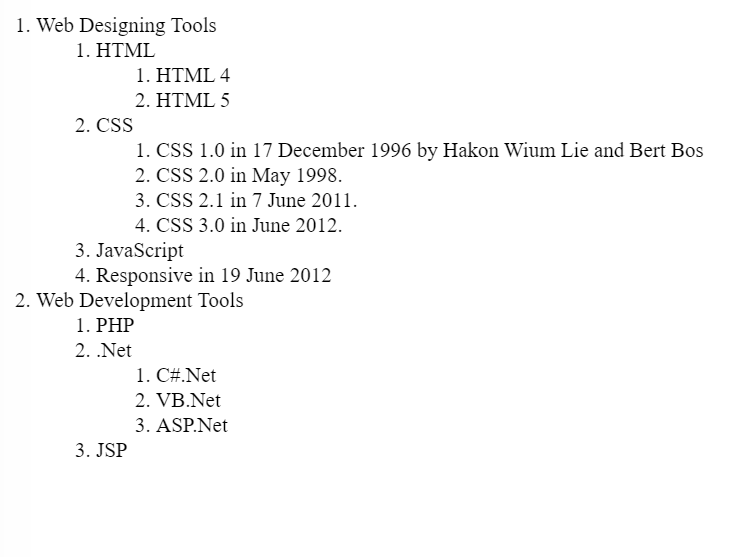 1. Web Designing Tools
1. HTML
1. HTML 4
2. HTML 5
2. CSS
1. CSS 1.0 in 17 December 1996 by Hakon Wium Lie and Bert Bos
2. CSS 2.0 in May 1998.
3. CSS 2.1 in 7 June 2011.
4. CSS 3.0 in June 2012.
3. JavaScript
4. Responsive in 19 June 2012
2. Web Development Tools
1. PHP
2. .Net
1. C#.Net
2. VB.Net
3. ASP.Net
3. JSP